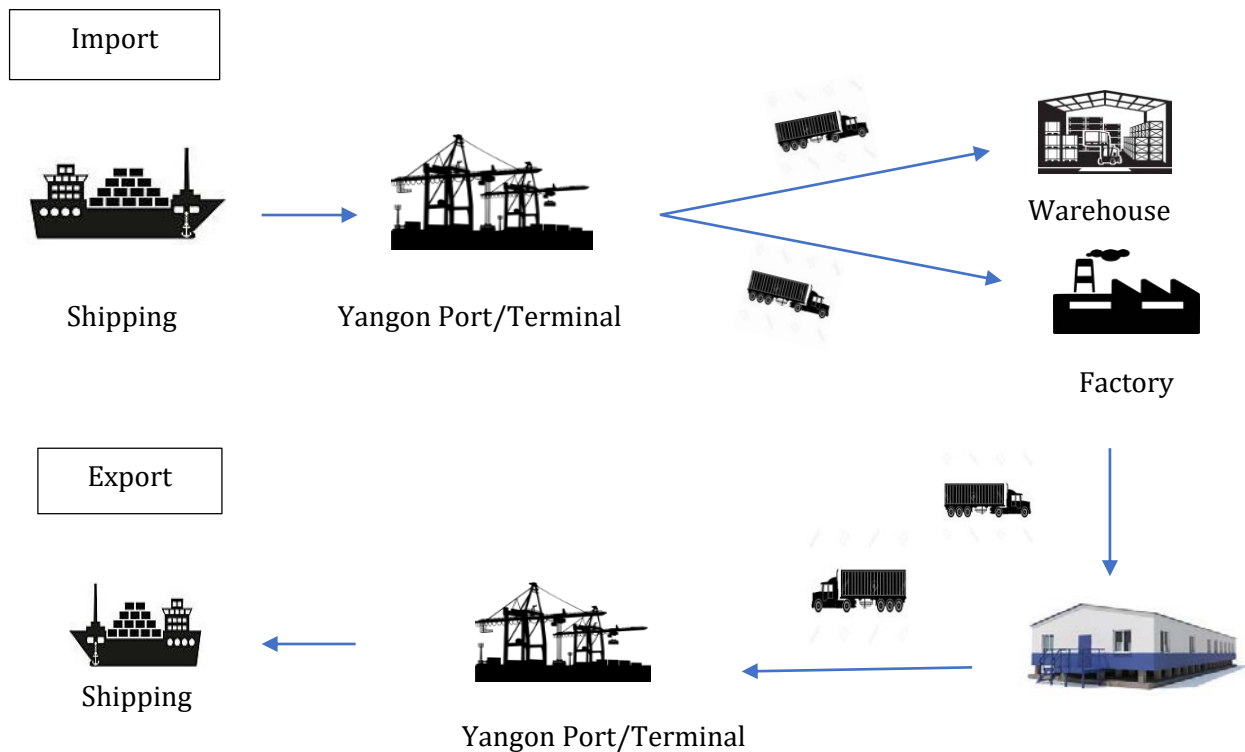 Import
Warehouse
Shipping
Yangon Port/Terminal
Factory
Export
Shipping
Yangon Port/Terminal